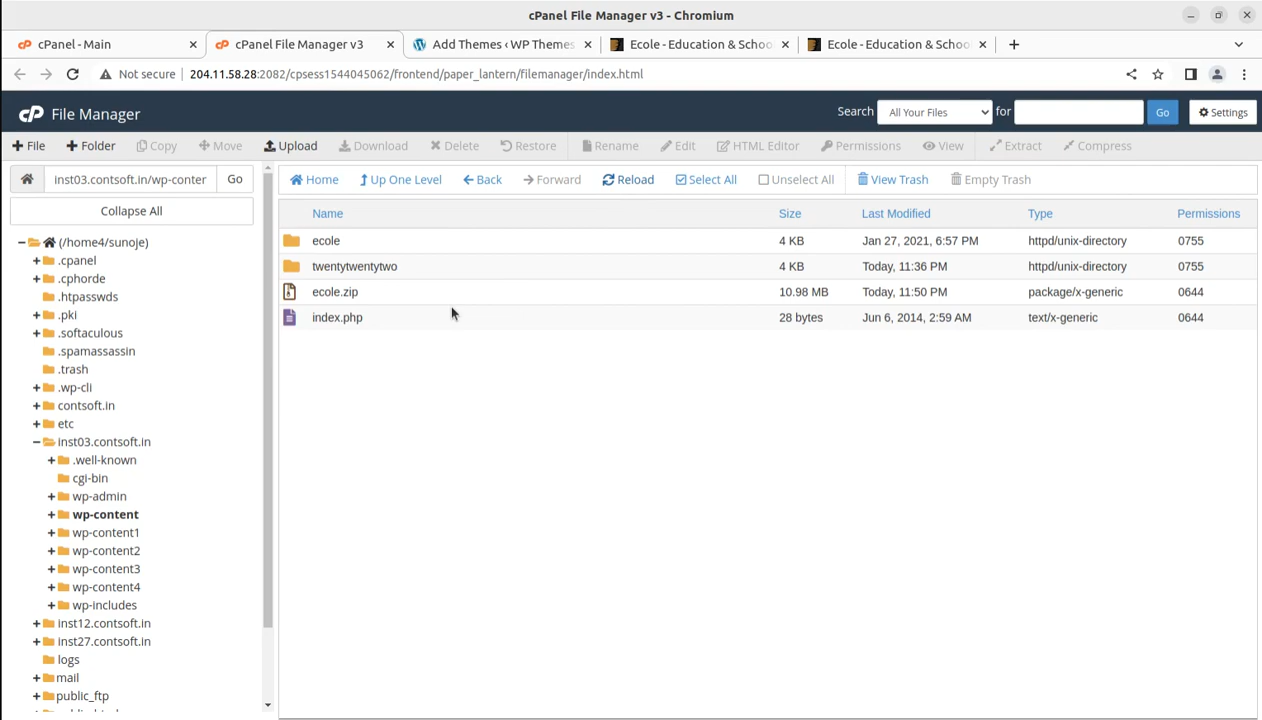 cPanel File Manager v3 - Chromium
cPanel - Main
cPanel File Manager v3
Add Themes ‹ WP Themes
Ecole - Education & Schoo
Ecole - Education & School
Not secure
204.11.58.28:2082/cpsess1544045062/frontend/paper_lantern/filemanager/index.html
cP File Manager
Search
All Your Files
for
Go
Settings
File
Folder
Copy
Move
Upload
Download
Delete
Restore
Rename
Edit
HTML Editor
Permissions
View
Extract
Compress
inst03.contsoft.in/wp-conter
Go
Home
Up One Level
Back
Forward
Reload
Select All
Unselect All
View Trash
Empty Trash
Collapse All
Name Size Last Modified Type Permissions
ecole 4 KB Jan 27, 2021, 6:57 PM httpd/unix-directory 0755
twentytwentytwo 4 KB Today, 11:36 PM httpd/unix-directory 0755
ecole.zip 10.98 MB Today, 11:50 PM package/x-generic 0644
index.php 28 bytes Jun 6, 2014, 2:59 AM text/x-generic 0644
(/home4/sunoje)
.cpanel
.cphorde
.htpasswds
.pki
.softaculous
.spamassassin
.trash
.wp-cli
contsoft.in
etc
inst03.contsoft.in
.well-known
cgi-bin
wp-admin
wp-content
wp-content1
wp-content2
wp-content3
wp-content4
wp-includes
inst12.contsoft.in
inst27.contsoft.in
logs
mail
public_ftp